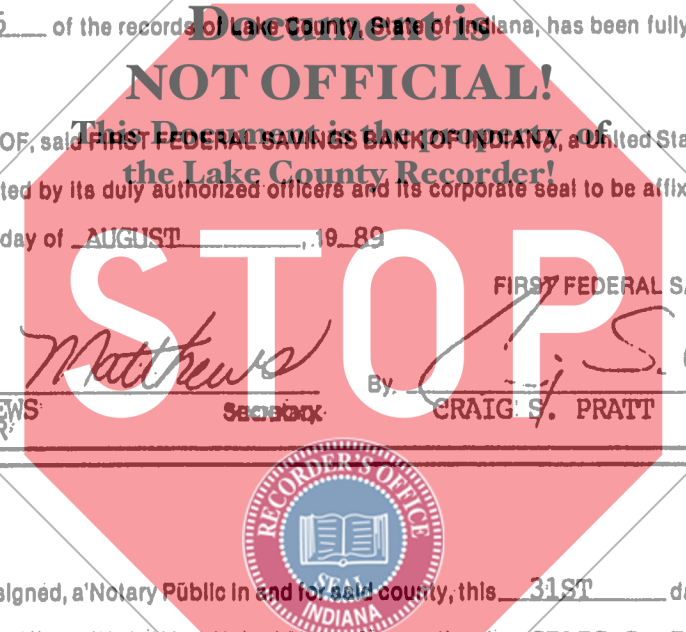 Document is
of the records of Lake County, State of Indiana, has been fully
NOT OFFICIAL!
This Document is the property of
OF, said FIRST FEDERAL SAVINGS BANK OF INDIANA, a United Sta
the Lake County Recorder!
ted by its duly authorized officers and its corporate seal to be affix
day of AUGUST, 19 89
STOP
FIRST FEDERAL SA
Matthews
By
EWS
CRAIG S. PRATT
RECORDER'S OFFICE
SEAL
INDIANA
signed, a Notary Public in and for said county, this 31ST da